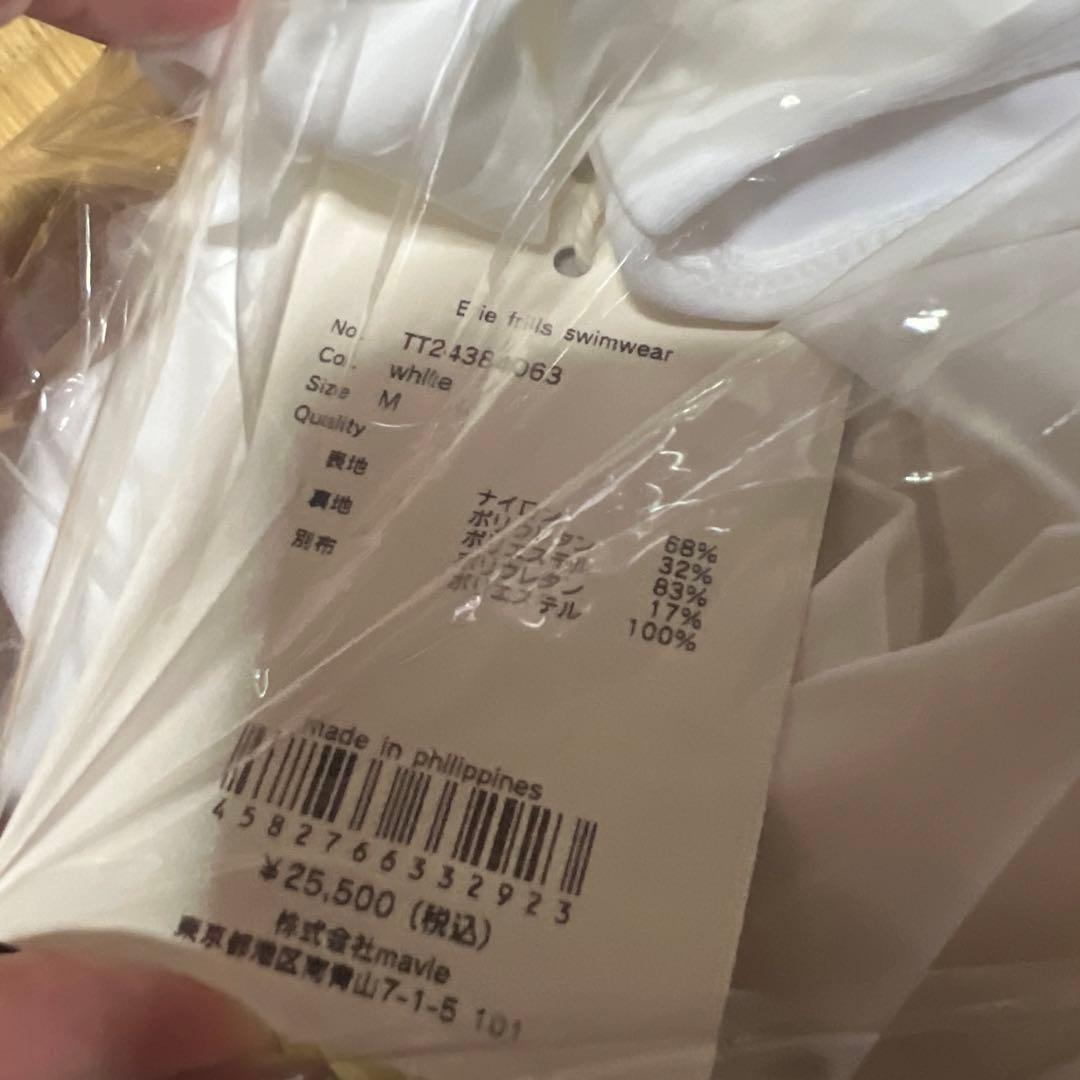 frills swimwear
No. TT24384063
Col. white
Size M
Quality
表地 ナイロン 68%
ポリウレタン 32%
裏地 ポリエステル 83%
ポリウレタン 17%
別布 ポリエステル 100%
made in philippines
4582766332923
¥25,500 (税込)
株式会社mavie
東京都港区南青山7-1-5 101